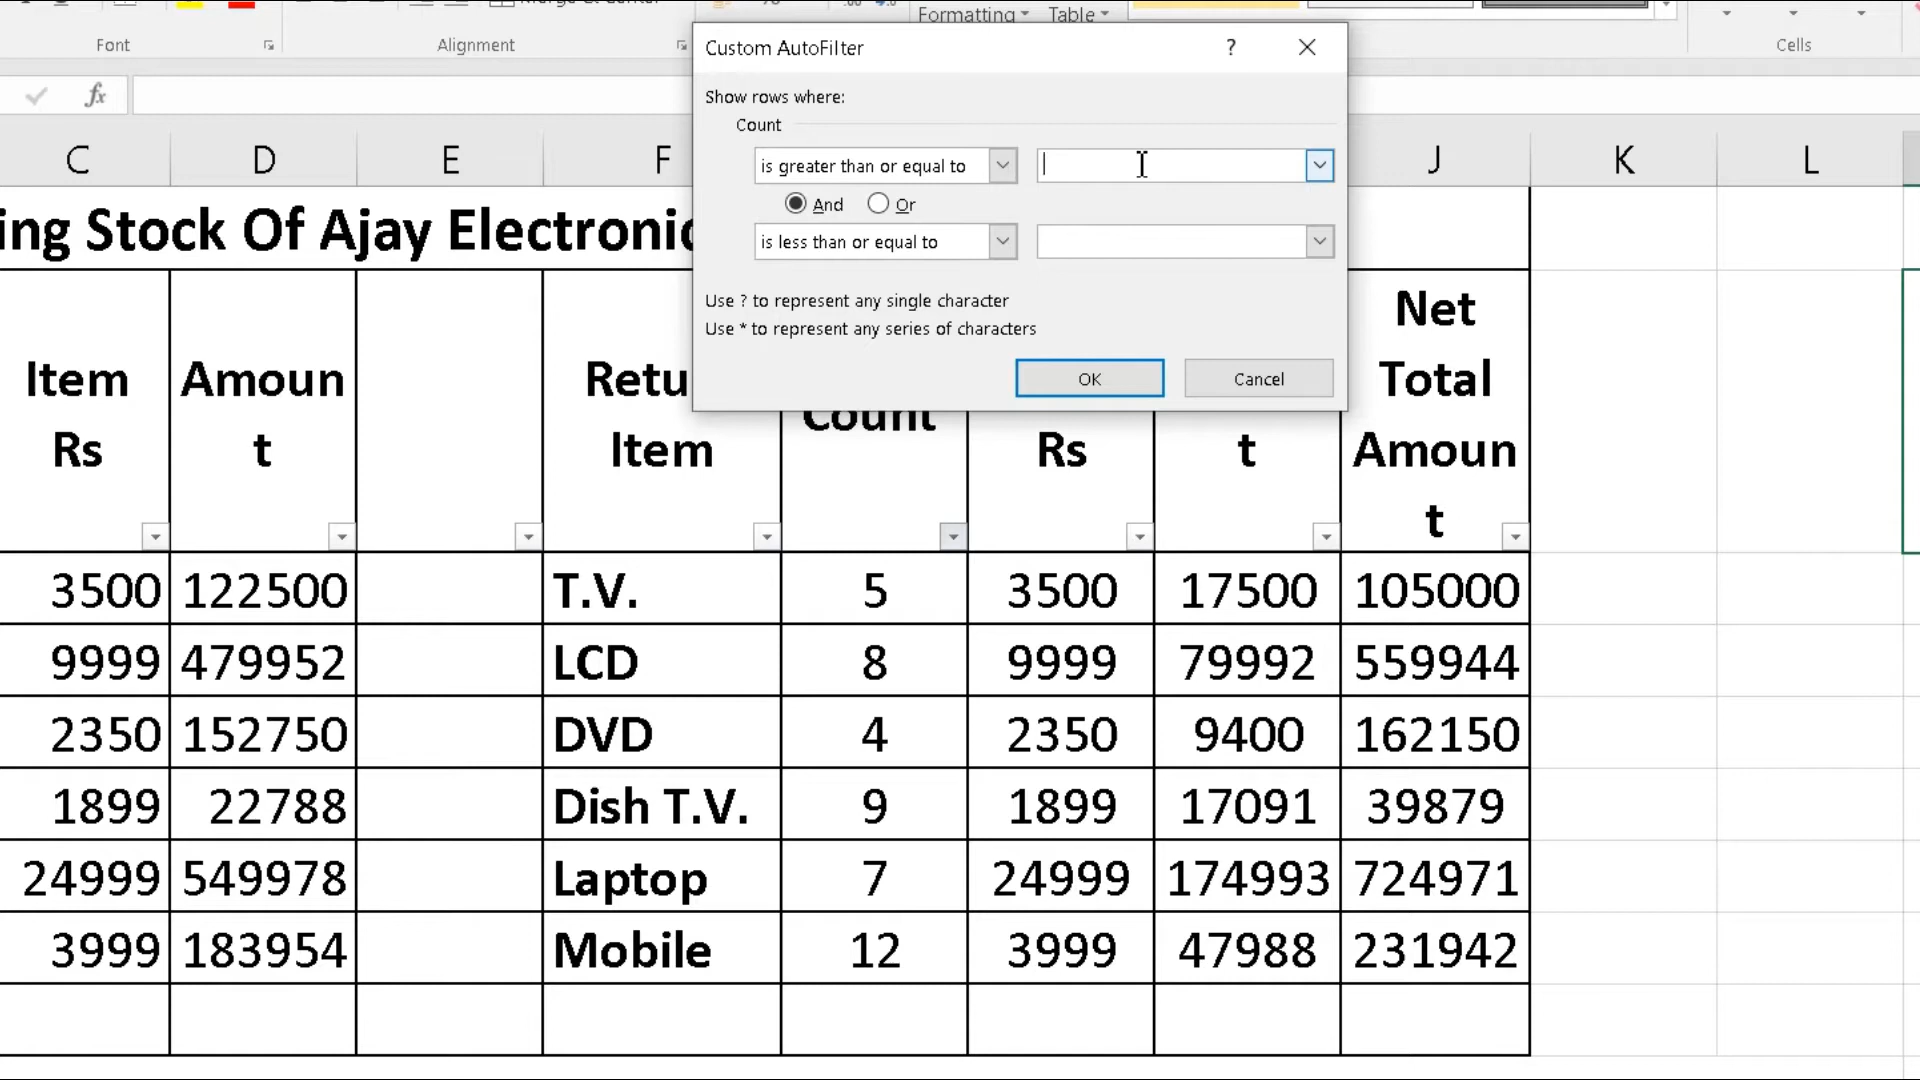 Formatting Table
Font Alignment Cells
fx
Custom AutoFilter ?
Show rows where:
Count
is greater than or equal to
And Or
is less than or equal to
Use ? to represent any single character
Use * to represent any series of characters
OK Cancel
C D E F J K L
ing Stock Of Ajay Electronic
Item Rs
Amoun t
Retu Item
Count
Rs
t
Net Total Amoun t
3500 122500 T.V. 5 3500 17500 105000
9999 479952 LCD 8 9999 79992 559944
2350 152750 DVD 4 2350 9400 162150
1899 22788 Dish T.V. 9 1899 17091 39879
24999 549978 Laptop 7 24999 174993 724971
3999 183954 Mobile 12 3999 47988 231942